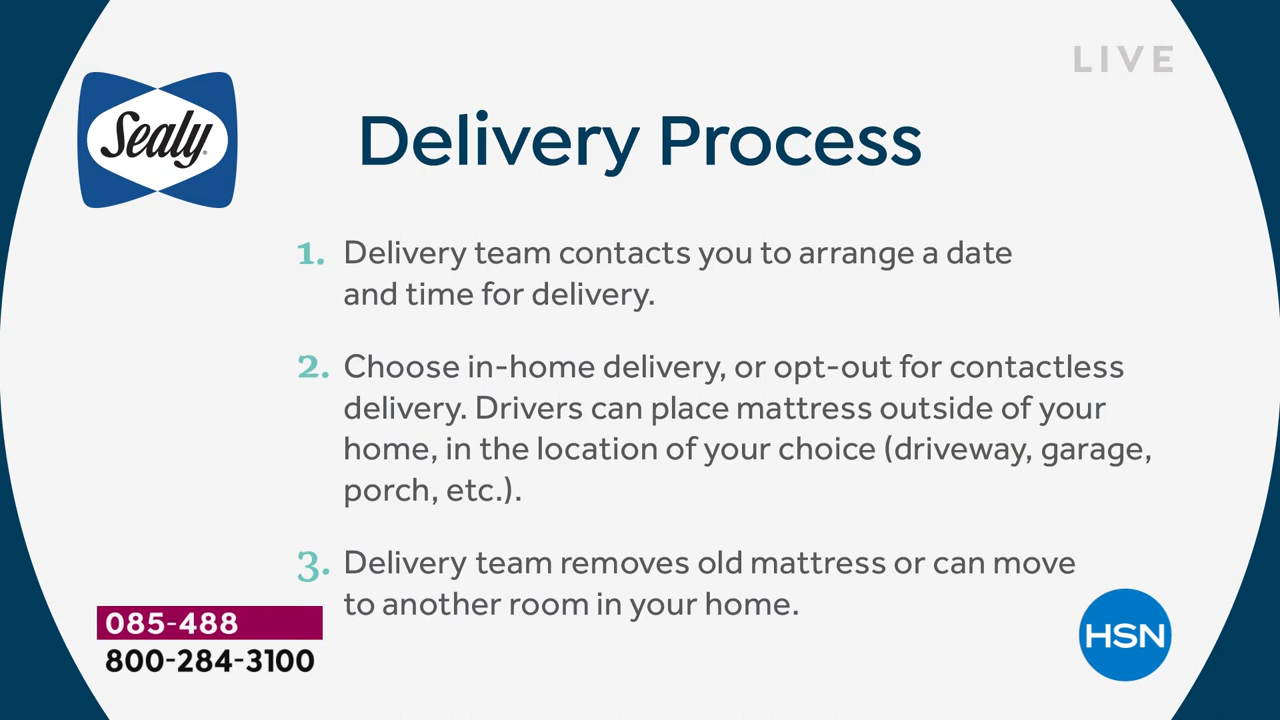 LIVE
Sealy
Delivery Process
1. Delivery team contacts you to arrange a date
and time for delivery.
2. Choose in-home delivery, or opt-out for contactless
delivery. Drivers can place mattress outside of your
home, in the location of your choice (driveway, garage,
porch, etc.).
3. Delivery team removes old mattress or can move
to another room in your home.
085-488
800-284-3100
HSN